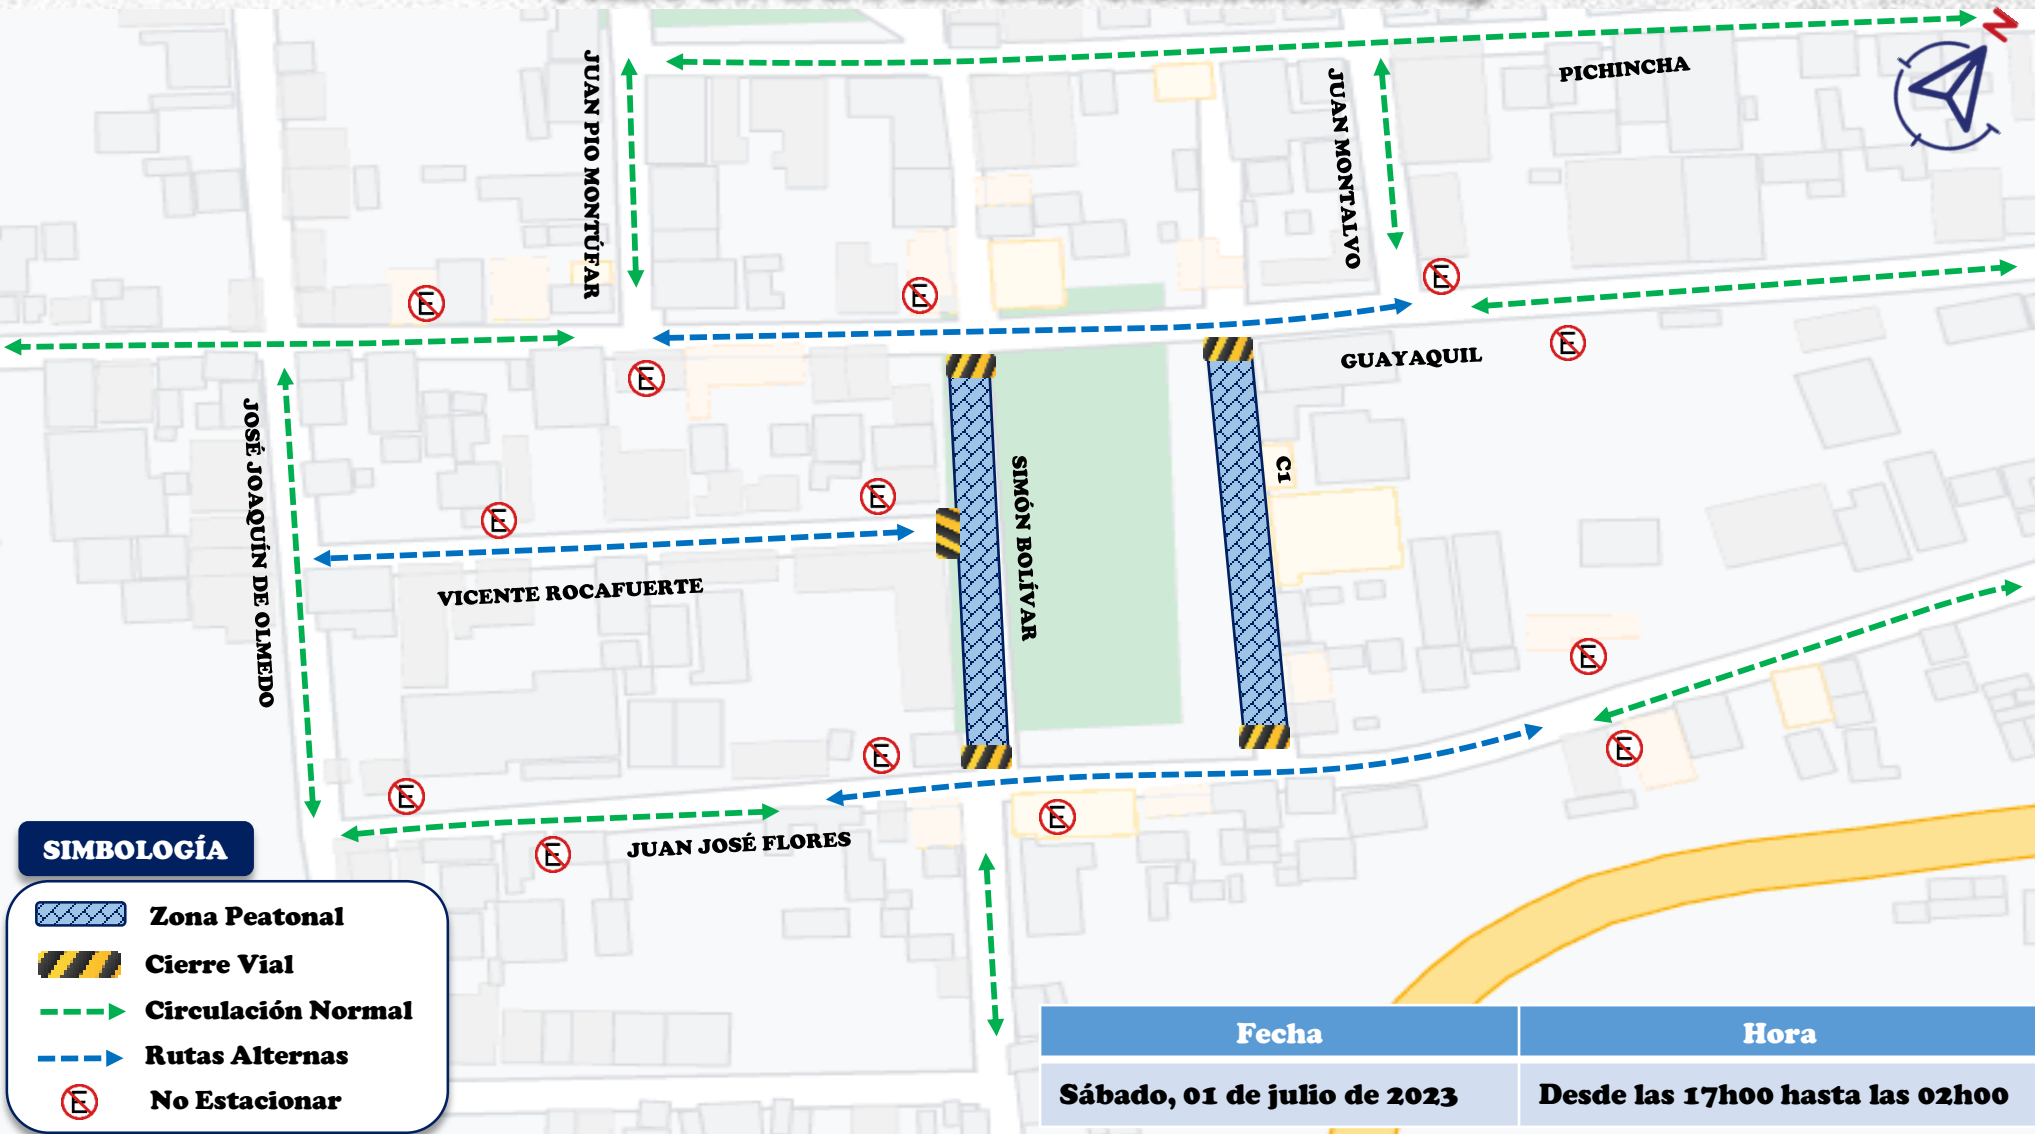 N
PICHINCHA
JUAN PIO MONTÚFAR
JUAN MONTALVO
E
E
E
E
E
GUAYAQUIL
JOSÉ JOAQUÍN DE OLMEDO
SIMÓN BOLÍVAR
C1
E
E
VICENTE ROCAFUERTE
E
E
E
E
E
E
JUAN JOSÉ FLORES
SIMBOLOGÍA
Zona Peatonal
Cierre Vial
Circulación Normal
Rutas Alternas
E No Estacionar
Fecha Hora
Sábado, 01 de julio de 2023 Desde las 17h00 hasta las 02h00